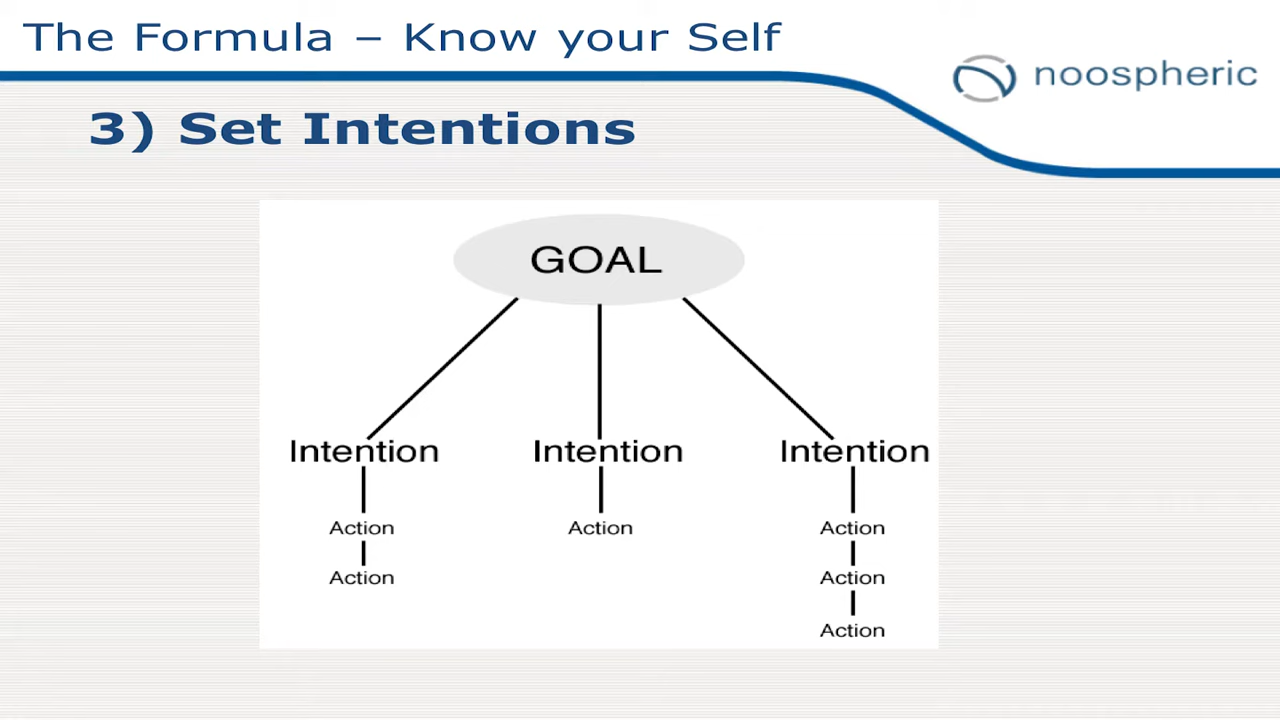 The Formula – Know your Self
noospheric
3) Set Intentions
GOAL
Intention Intention Intention
Action Action Action
Action Action
Action